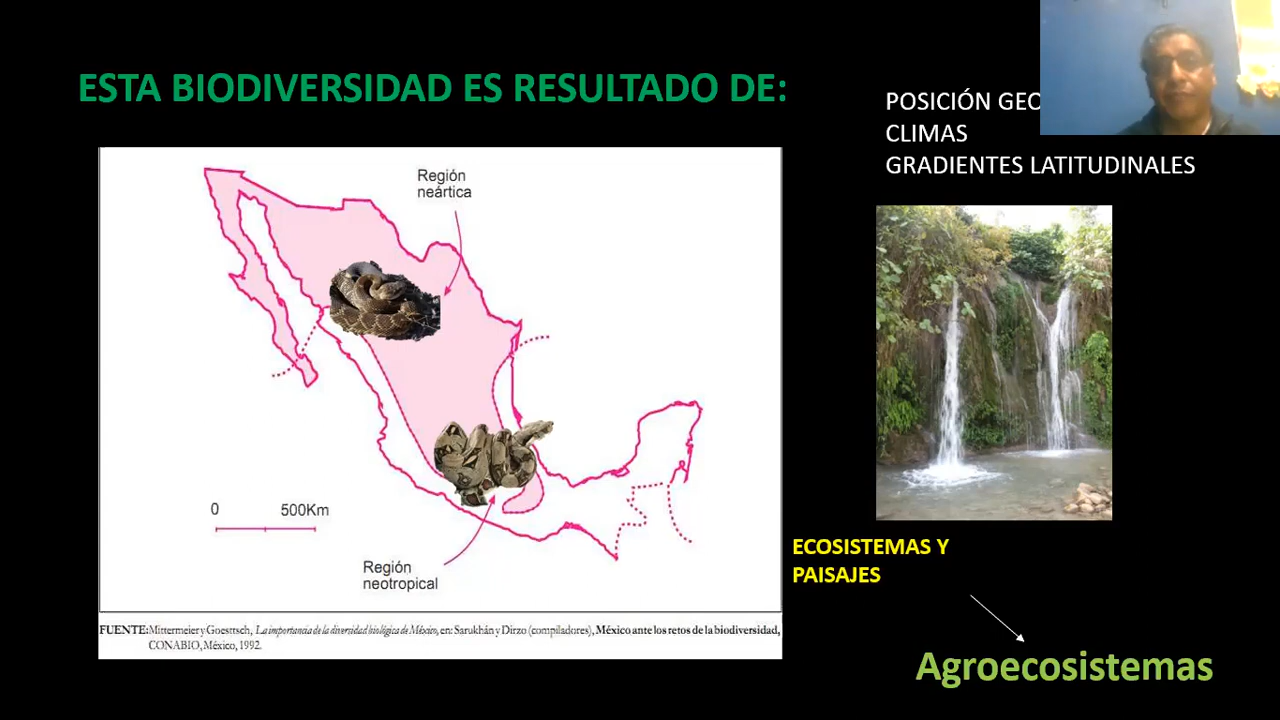 ESTA BIODIVERSIDAD ES RESULTADO DE:
POSICIÓN GEO
CLIMAS
GRADIENTES LATITUDINALES
Región
neártica
0 500Km
Región
neotropical
FUENTE: Mittermeier y Goesttsch, La importancia de la diversidad biológica de México, en: Sarukhán y Dirzo (compiladores), México ante los retos de la biodiversidad,
CONABIO, México, 1992.
ECOSISTEMAS Y
PAISAJES
Agroecosistemas